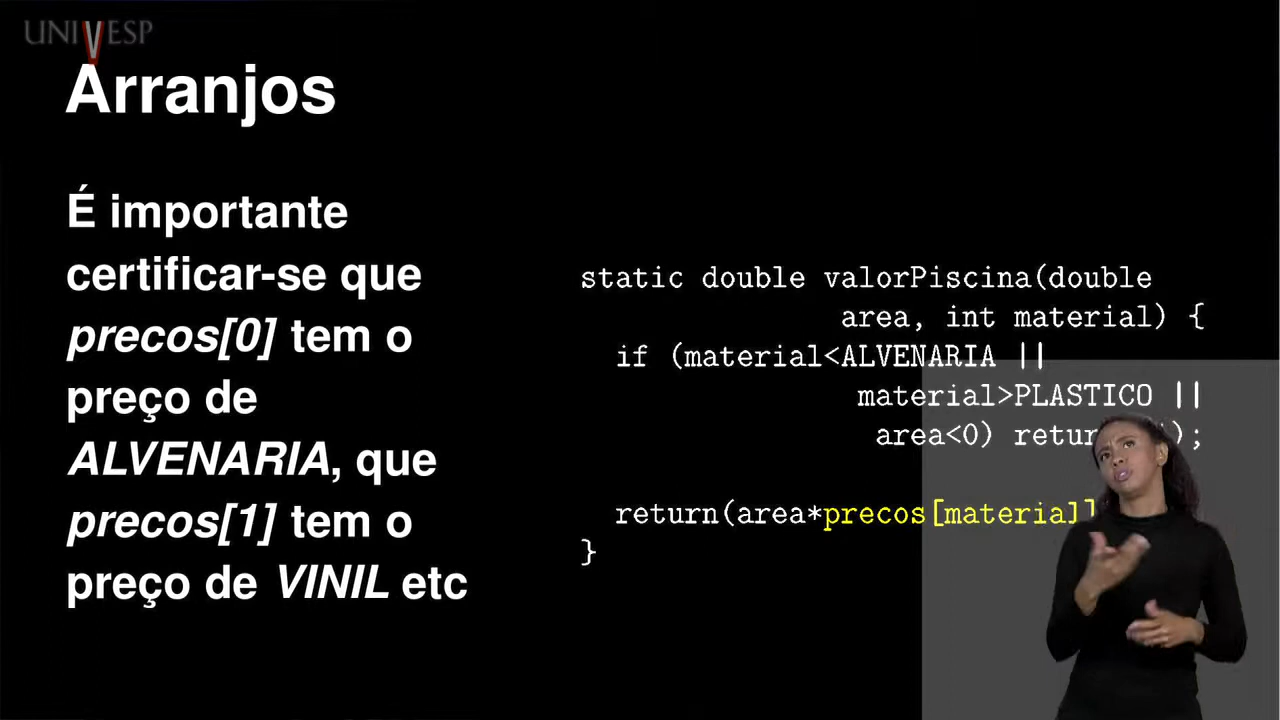 UNIVESP
Arranjos
É importante
certificar-se que
precos[0] tem o
preço de
ALVENARIA, que
precos[1] tem o
preço de VINIL etc
static double valorPiscina(double
area, int material) {
if (material<ALVENARIA ||
material>PLASTICO ||
area<0) retur );
return(area*precos[material]
}